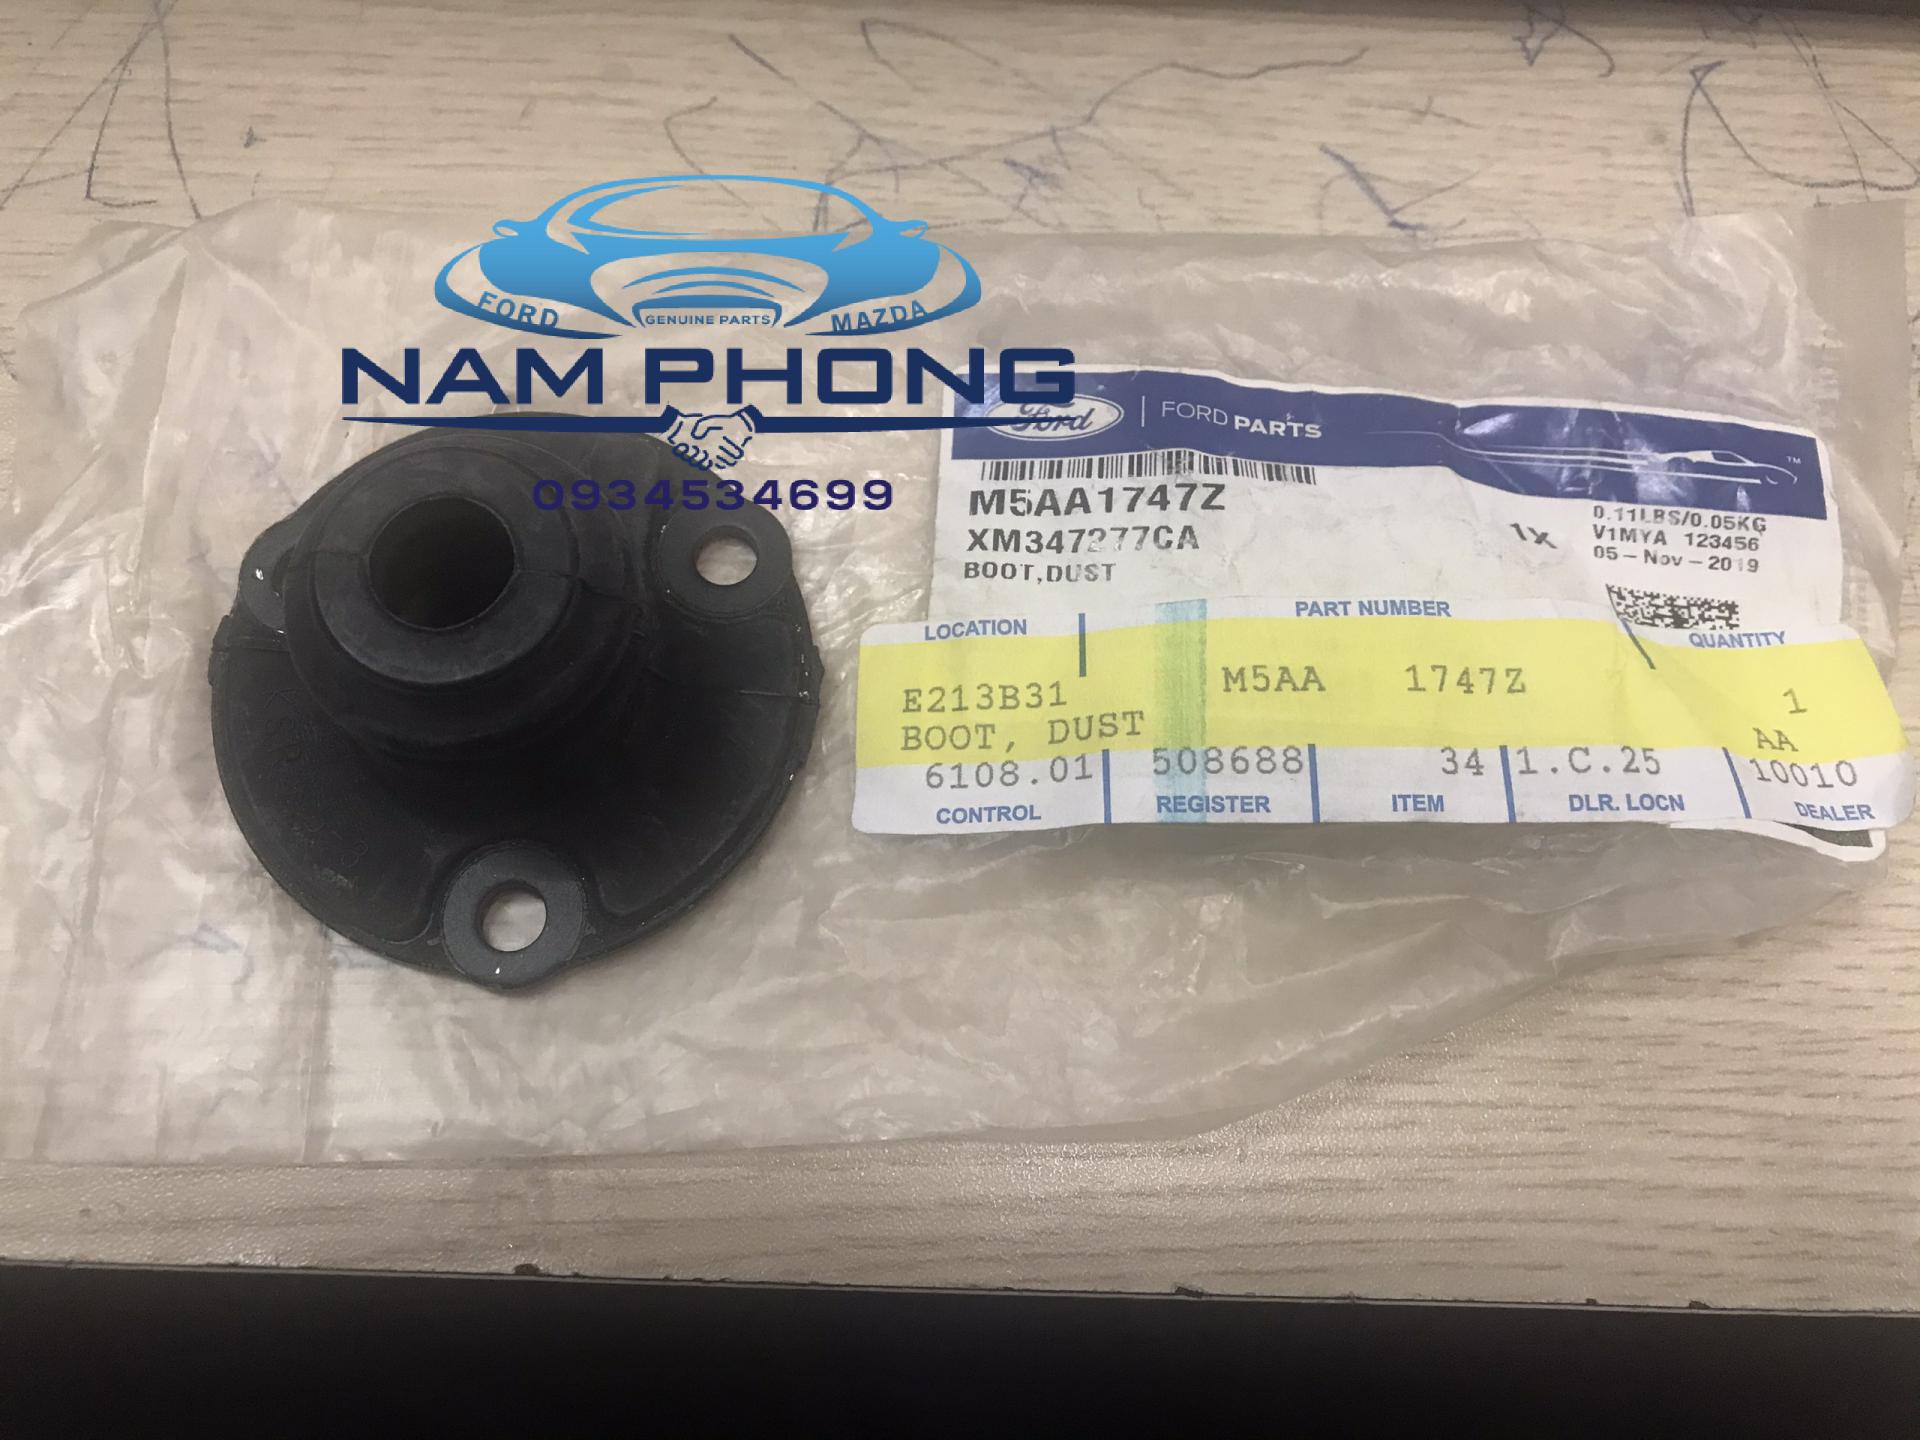 FORD
GENUINE PARTS
MAZDA
NAM PHONG
0934534699
Ford
FORD PARTS
TM
M5AA1747Z
XM347277CA
BOOT,DUST
1X
0.11LBS/0.05KG
V1MYA 123456
05-Nov-2019
LOCATION
PART NUMBER
QUANTITY
E213B31
M5AA 1747Z
1
BOOT, DUST
AA
6108.01
508688
34
1.C.25
10010
CONTROL
REGISTER
ITEM
DLR. LOCN
DEALER